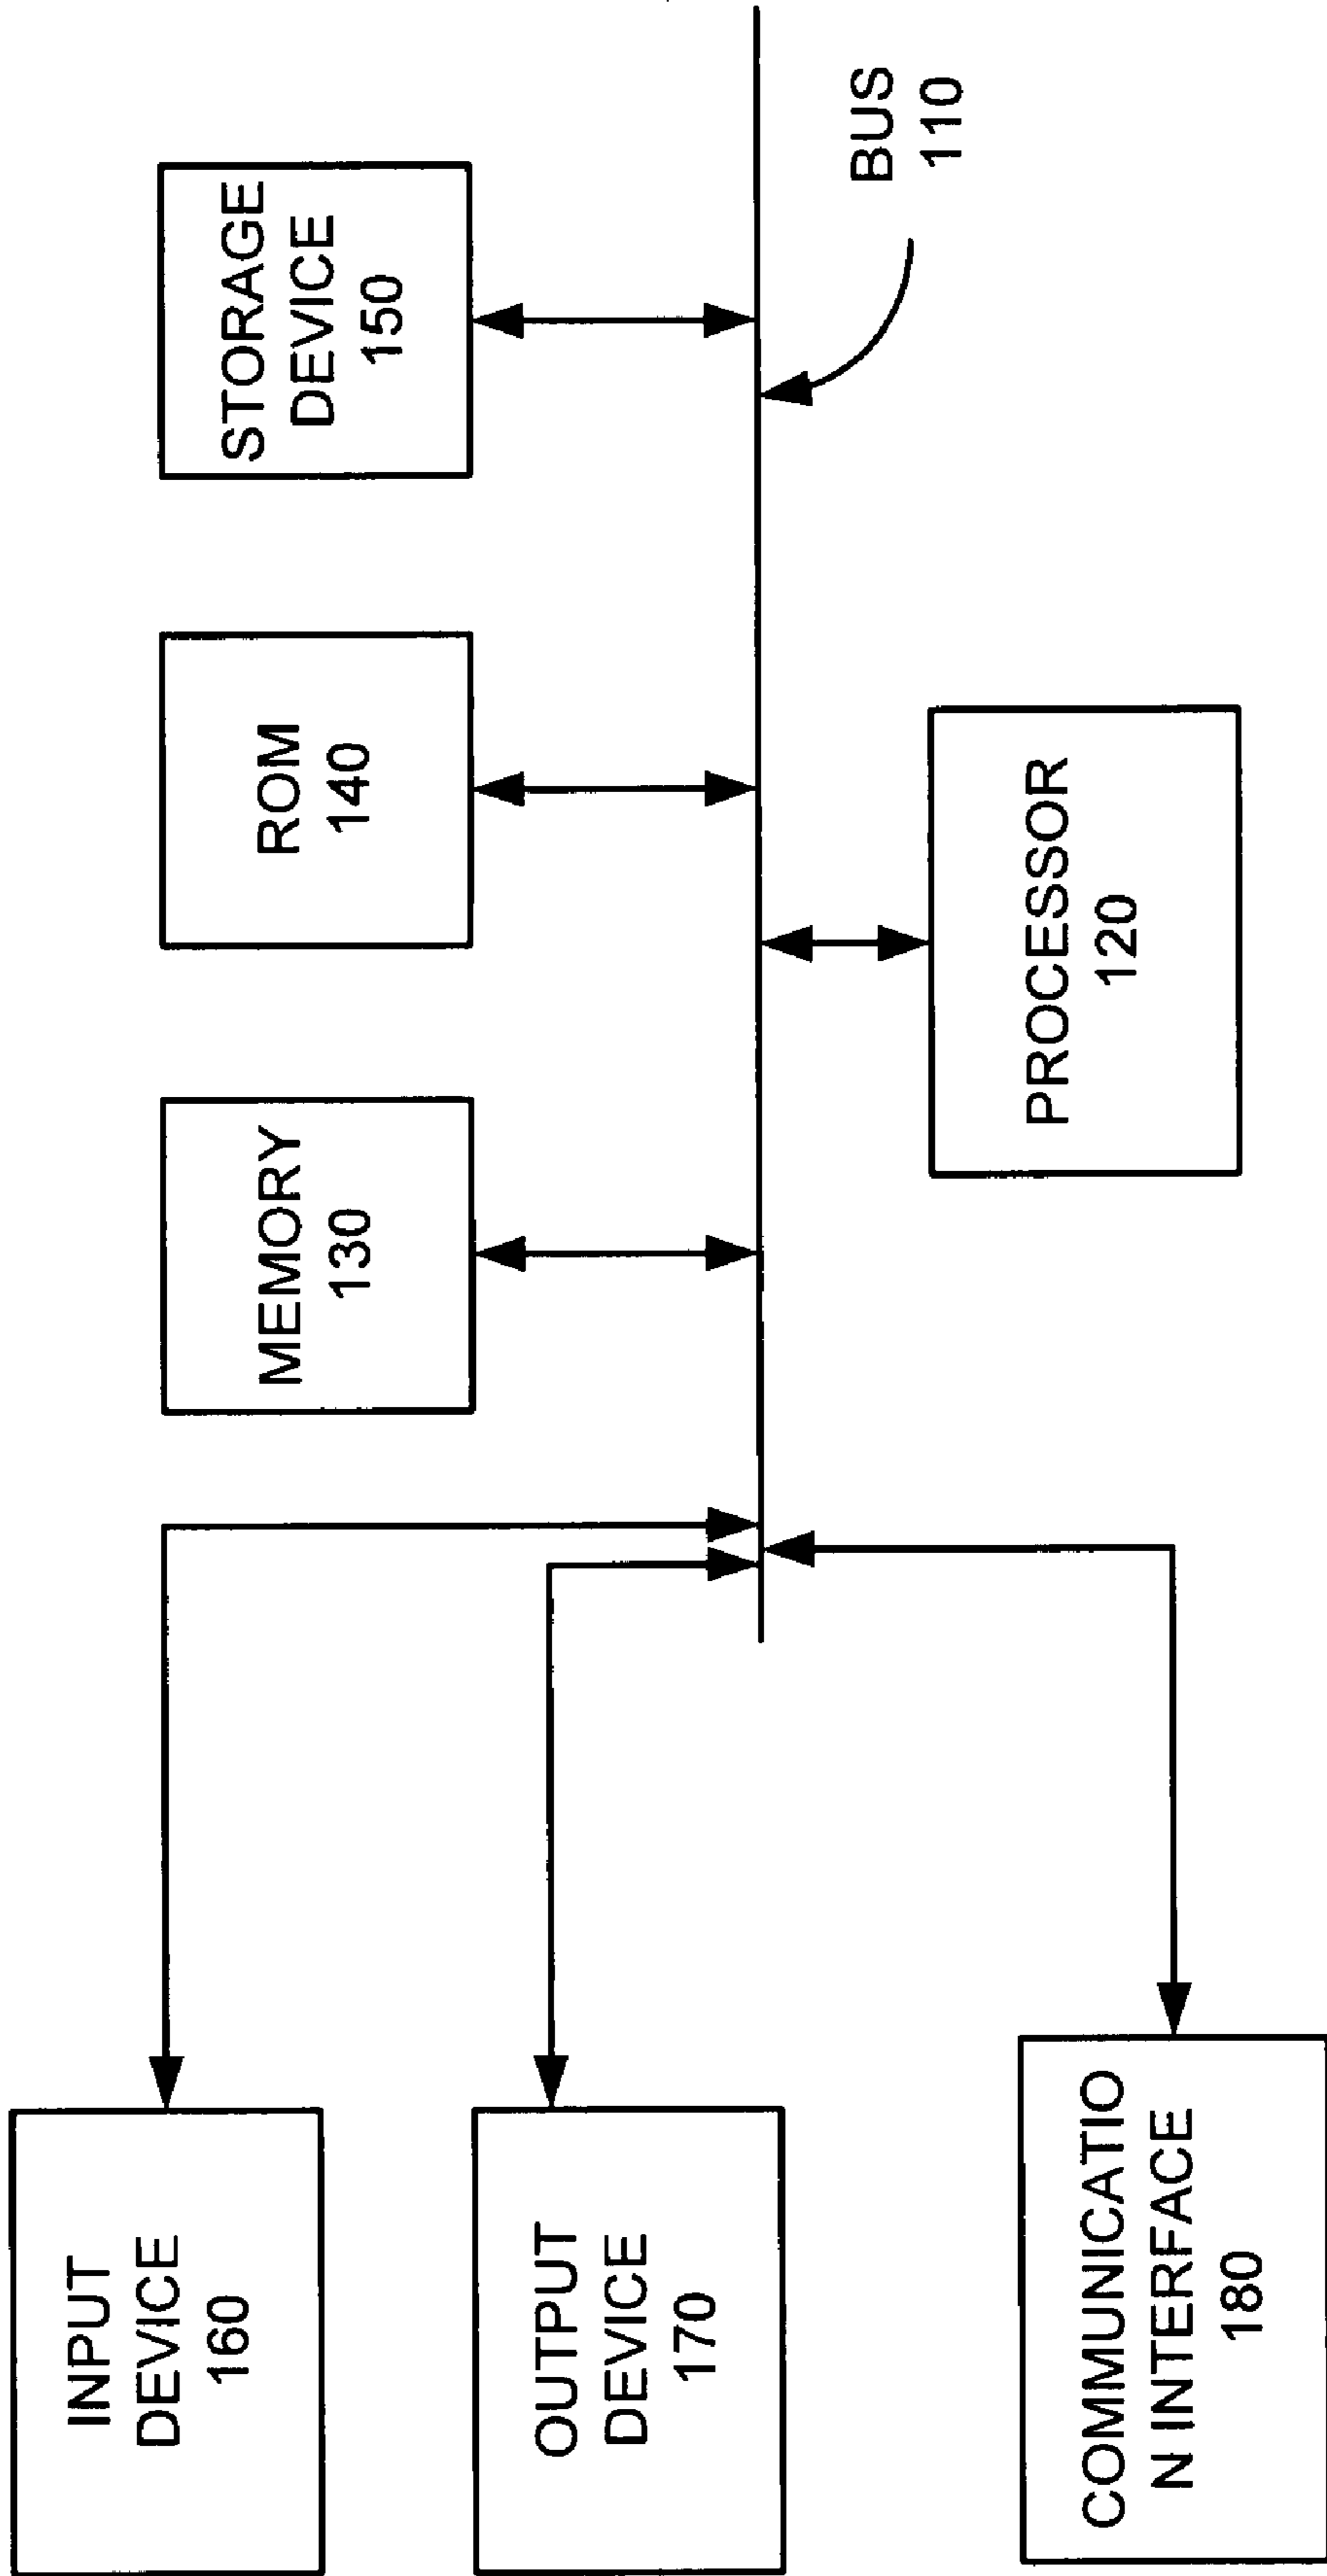 INPUT
DEVICE
160
OUTPUT
DEVICE
170
COMMUNICATIO
N INTERFACE
180
MEMORY
130
ROM
140
STORAGE
DEVICE
150
PROCESSOR
120
BUS
110